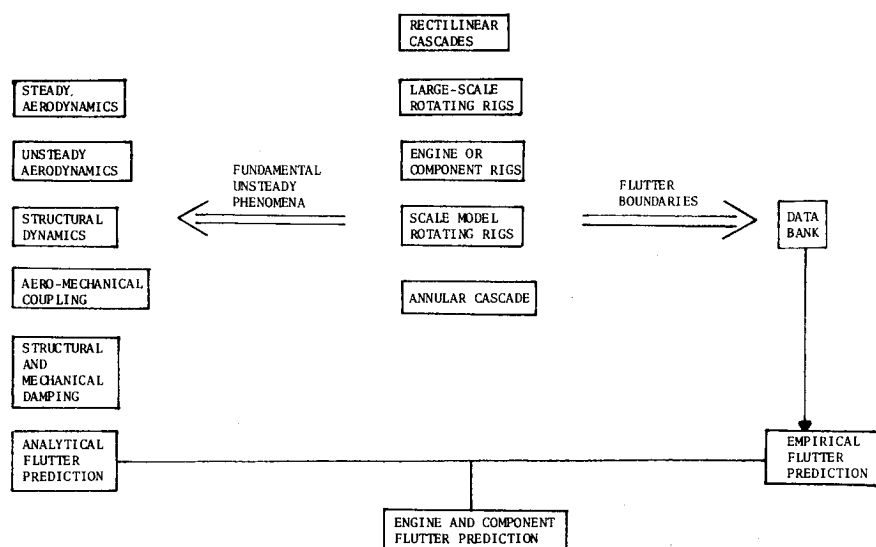 RECTILINEAR
CASCADES
STEADY,
AERODYNAMICS
LARGE-SCALE
ROTATING RIGS
UNSTEADY
AERODYNAMICS
FUNDAMENTAL
UNSTEADY
PHENOMENA
ENGINE OR
COMPONENT RIGS
FLUTTER
BOUNDARIES
STRUCTURAL
DYNAMICS
SCALE MODEL
ROTATING RIGS
DATA
BANK
AERO-MECHANICAL
COUPLING
ANNULAR CASCADE
STRUCTURAL
AND
MECHANICAL
DAMPING
ANALYTICAL
FLUTTER
PREDICTION
EMPIRICAL
FLUTTER
PREDICTION
ENGINE AND COMPONENT
FLUTTER PREDICTION